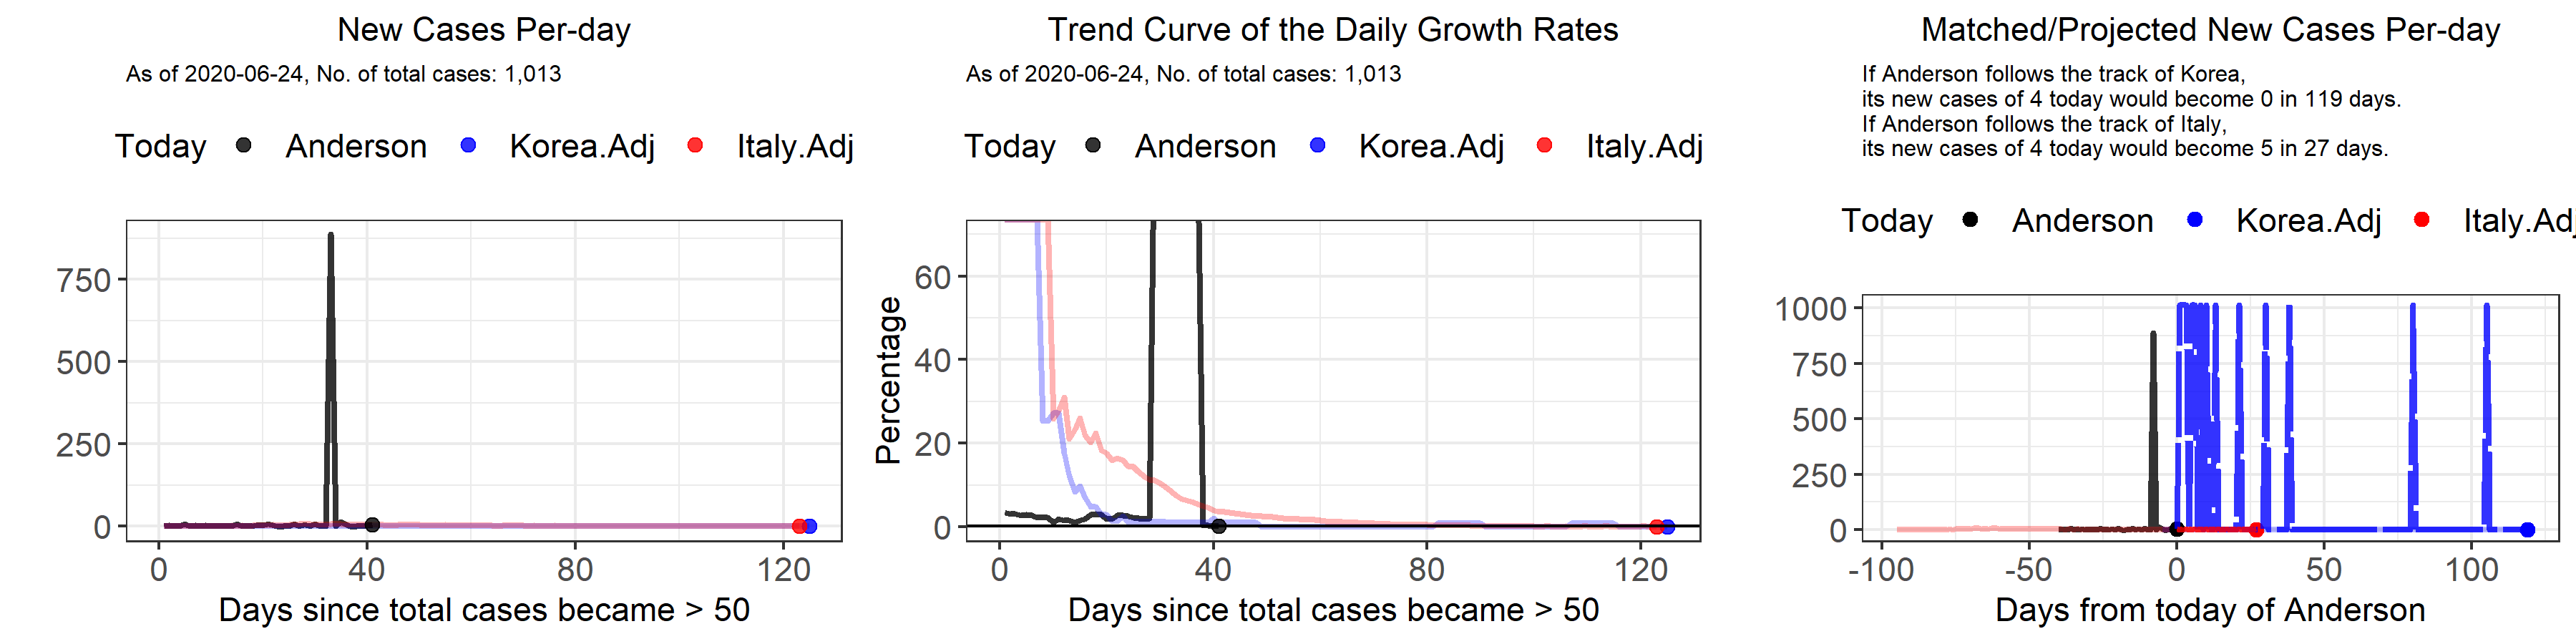 New Cases Per-day
As of 2020-06-24, No. of total cases: 1,013
Today Anderson Korea.Adj Italy.Adj
750
500
250
0
0 40 80 120
Days since total cases became > 50
Trend Curve of the Daily Growth Rates
As of 2020-06-24, No. of total cases: 1,013
Today Anderson Korea.Adj Italy.Adj
Percentage
60
40
20
0
0 40 80 120
Days since total cases became > 50
Matched/Projected New Cases Per-day
If Anderson follows the track of Korea,
its new cases of 4 today would become 0 in 119 days.
If Anderson follows the track of Italy,
its new cases of 4 today would become 5 in 27 days.
Today Anderson Korea.Adj Italy.Adj
1000
750
500
250
0
-100 -50 0 50 100
Days from today of Anderson